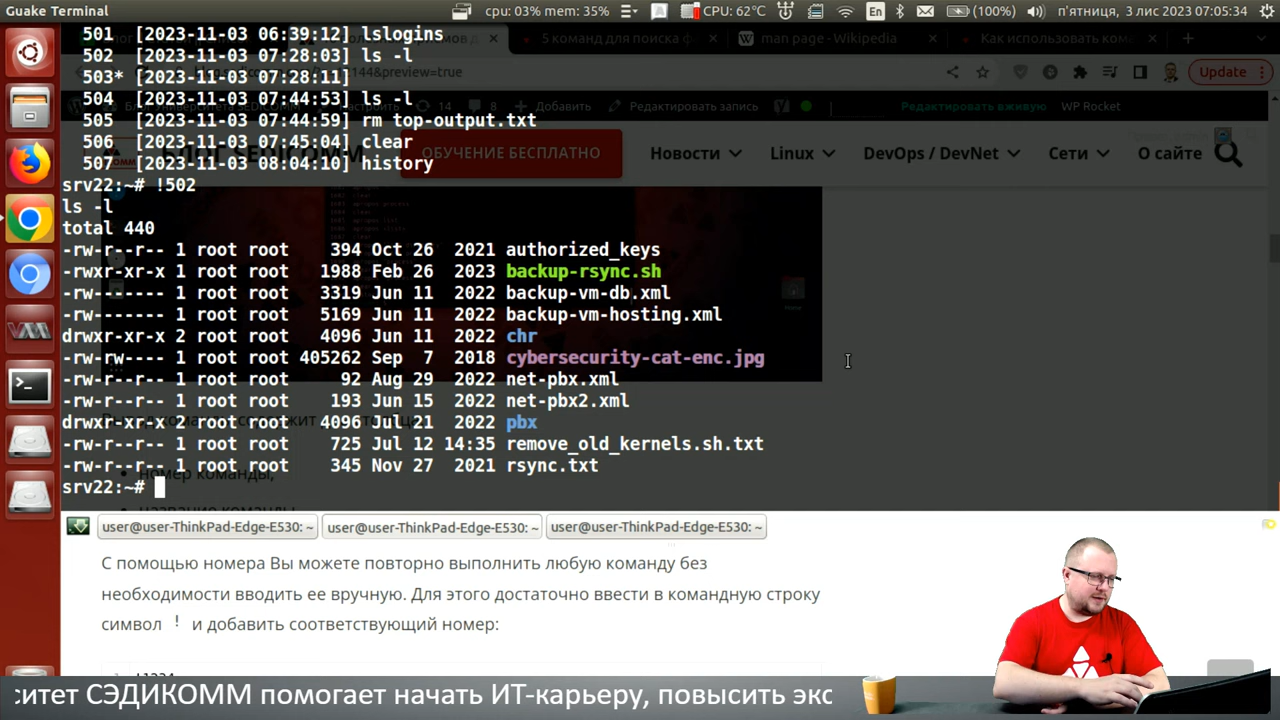 Guake Terminal
cpu: 03% mem: 35%
CPU: 62°C
En
(100%)
п'ятниця, 3 лис 2023 07:05:34
5 команд для поиска ф
man page - Wikipedia
Как использовать кома
2144&preview=true
Update
Настроить
14
8
Добавить
Редактировать запись
Редактировать вживую
WP Rocket
501 [2023-11-03 06:39:12] lslogins
502 [2023-11-03 07:28:03] ls -l
503* [2023-11-03 07:28:11]
504 [2023-11-03 07:44:53] ls -l
505 [2023-11-03 07:44:59] rm top-output.txt
506 [2023-11-03 07:45:04] clear
507 [2023-11-03 08:04:10] history
ОБУЧЕНИЕ БЕСПЛАТНО
Новости
Linux
DevOps / DevNet
Сети
О сайте
srv22:~# !502
ls -l
total 440
-rw-r--r-- 1 root root 394 Oct 26 2021 authorized_keys
-rwxr-xr-x 1 root root 1988 Feb 26 2023 backup-rsync.sh
-rw------- 1 root root 3319 Jun 11 2022 backup-vm-db.xml
-rw------- 1 root root 5169 Jun 11 2022 backup-vm-hosting.xml
drwxr-xr-x 2 root root 4096 Jun 11 2022 chr
-rw-rw---- 1 root root 405262 Sep 7 2018 cybersecurity-cat-enc.jpg
-rw-r--r-- 1 root root 92 Aug 29 2022 net-pbx.xml
-rw-r--r-- 1 root root 193 Jun 15 2022 net-pbx2.xml
drwxr-xr-x 2 root root 4096 Jul 21 2022 pbx
-rw-r--r-- 1 root root 725 Jul 12 14:35 remove_old_kernels.sh.txt
-rw-r--r-- 1 root root 345 Nov 27 2021 rsync.txt
номер команды,
srv22:~#
user@user-ThinkPad-Edge-E530: ~
user@user-ThinkPad-Edge-E530: ~
user@user-ThinkPad-Edge-E530: ~
С помощью номера Вы можете повторно выполнить любую команду без
необходимости вводить ее вручную. Для этого достаточно ввести в командную строку
символ ! и добавить соответствующий номер:
ситет СЭДИКОММ помогает начать ИТ-карьеру, повысить экс